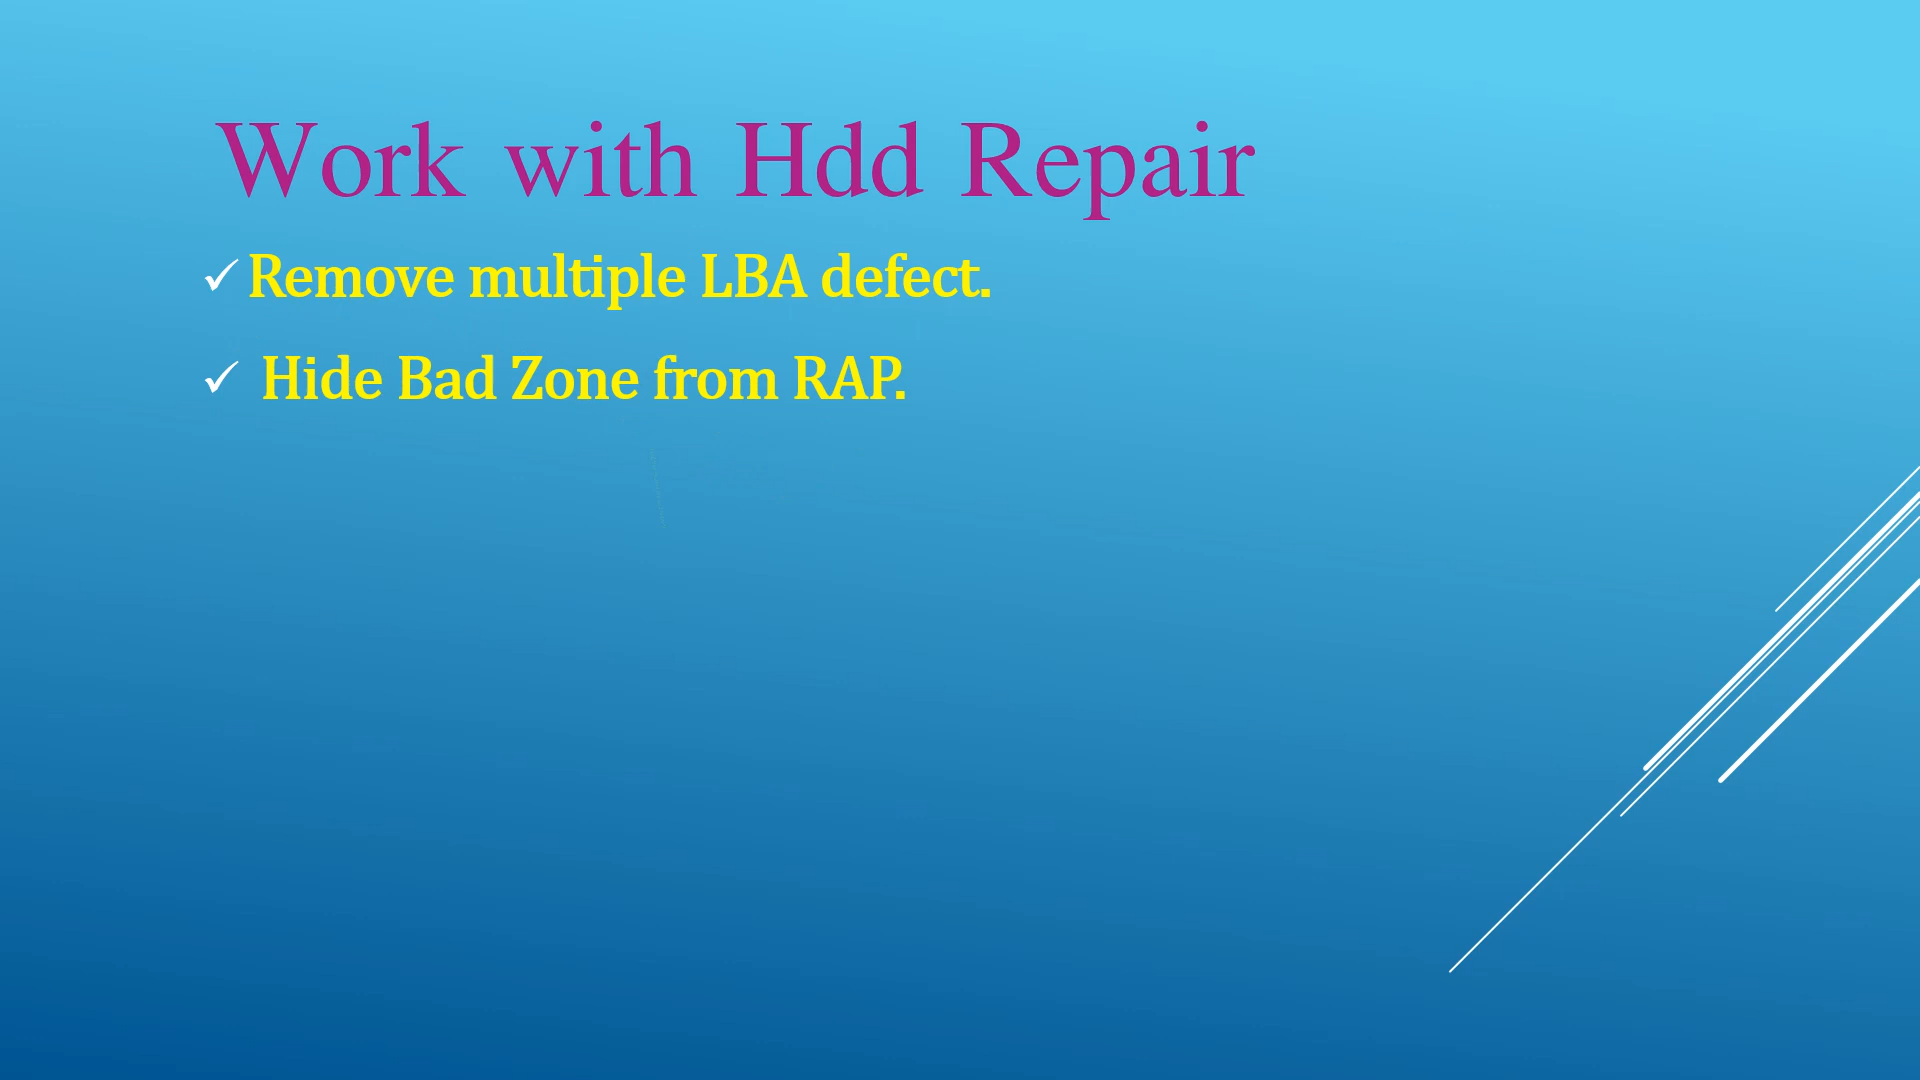 Work with Hdd Repair
✓ Remove multiple LBA defect.
✓ Hide Bad Zone from RAP.